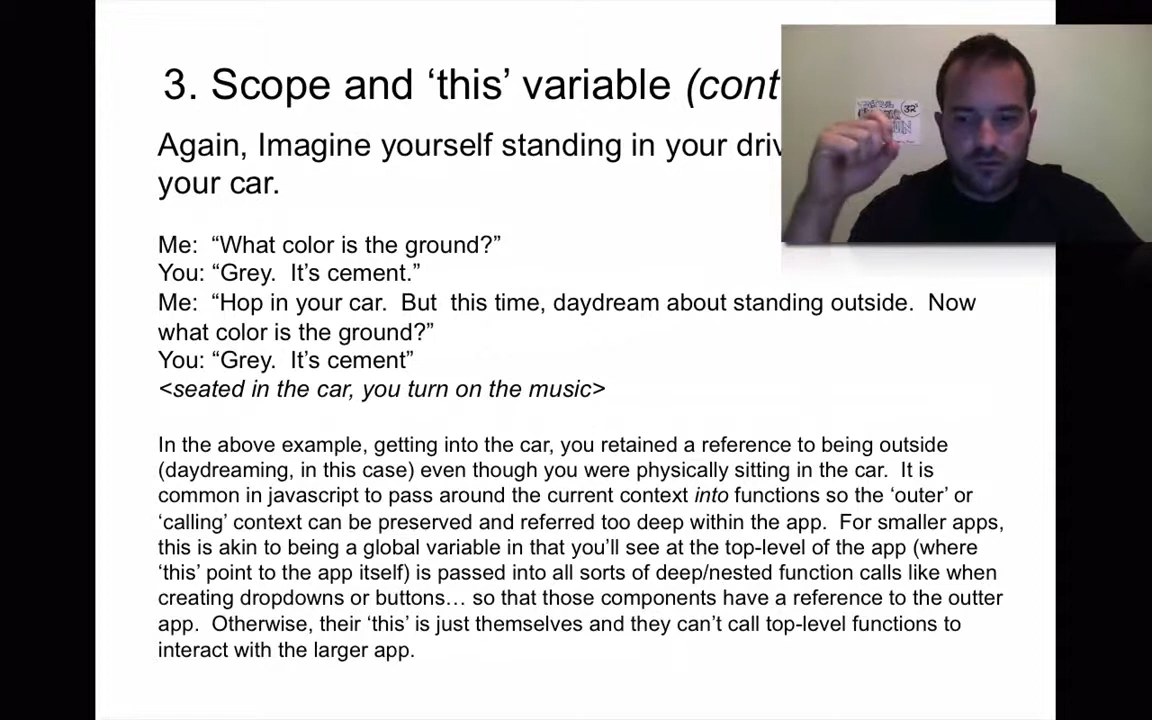 3. Scope and ‘this’ variable (cont
Again, Imagine yourself standing in your
your car.
Me: “What color is the ground?”
You: “Grey. It’s cement.”
Me: “Hop in your car. But this time, daydream about standing outside. Now
what color is the ground?”
You: “Grey. It’s cement”
<seated in the car, you turn on the music>
In the above example, getting into the car, you retained a reference to being outside
(daydreaming, in this case) even though you were physically sitting in the car. It is
common in javascript to pass around the current context into functions so the ‘outer’ or
‘calling’ context can be preserved and referred too deep within the app. For smaller apps,
this is akin to being a global variable in that you’ll see at the top-level of the app (where
‘this’ point to the app itself) is passed into all sorts of deep/nested function calls like when
creating dropdowns or buttons… so that those components have a reference to the outter
app. Otherwise, their ‘this’ is just themselves and they can’t call top-level functions to
interact with the larger app.